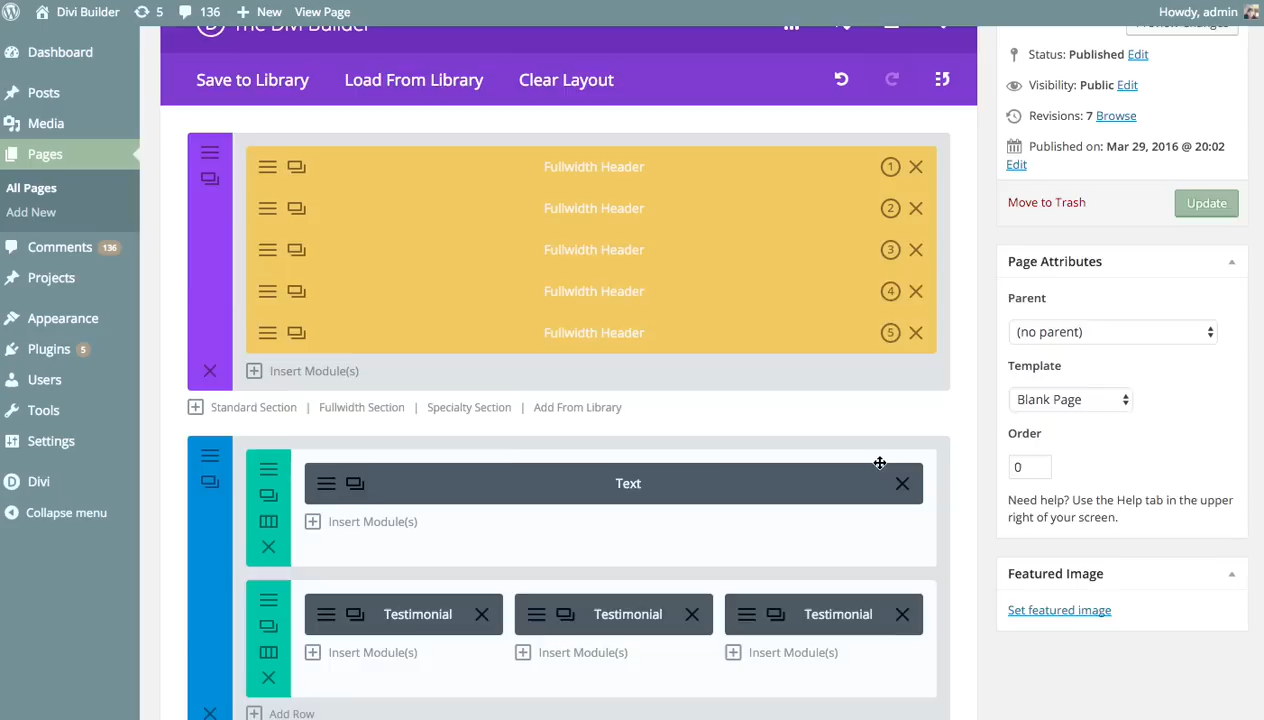 Divi Builder 5 136 New View Page Howdy, admin
Dashboard
Posts
Media
Pages
All Pages
Add New
Comments 136
Projects
Appearance
Plugins 5
Users
Tools
Settings
Divi
Collapse menu
The Divi Builder
Save to Library Load From Library Clear Layout
Fullwidth Header 1
Fullwidth Header 2
Fullwidth Header 3
Fullwidth Header 4
Fullwidth Header 5
Insert Module(s)
Standard Section | Fullwidth Section | Specialty Section | Add From Library
Text
Insert Module(s)
Testimonial Testimonial Testimonial
Insert Module(s) Insert Module(s) Insert Module(s)
Add Row
Preview Changes
Status: Published Edit
Visibility: Public Edit
Revisions: 7 Browse
Published on: Mar 29, 2016 @ 20:02
Edit
Move to Trash Update
Page Attributes
Parent
(no parent)
Template
Blank Page
Order
0
Need help? Use the Help tab in the upper
right of your screen.
Featured Image
Set featured image